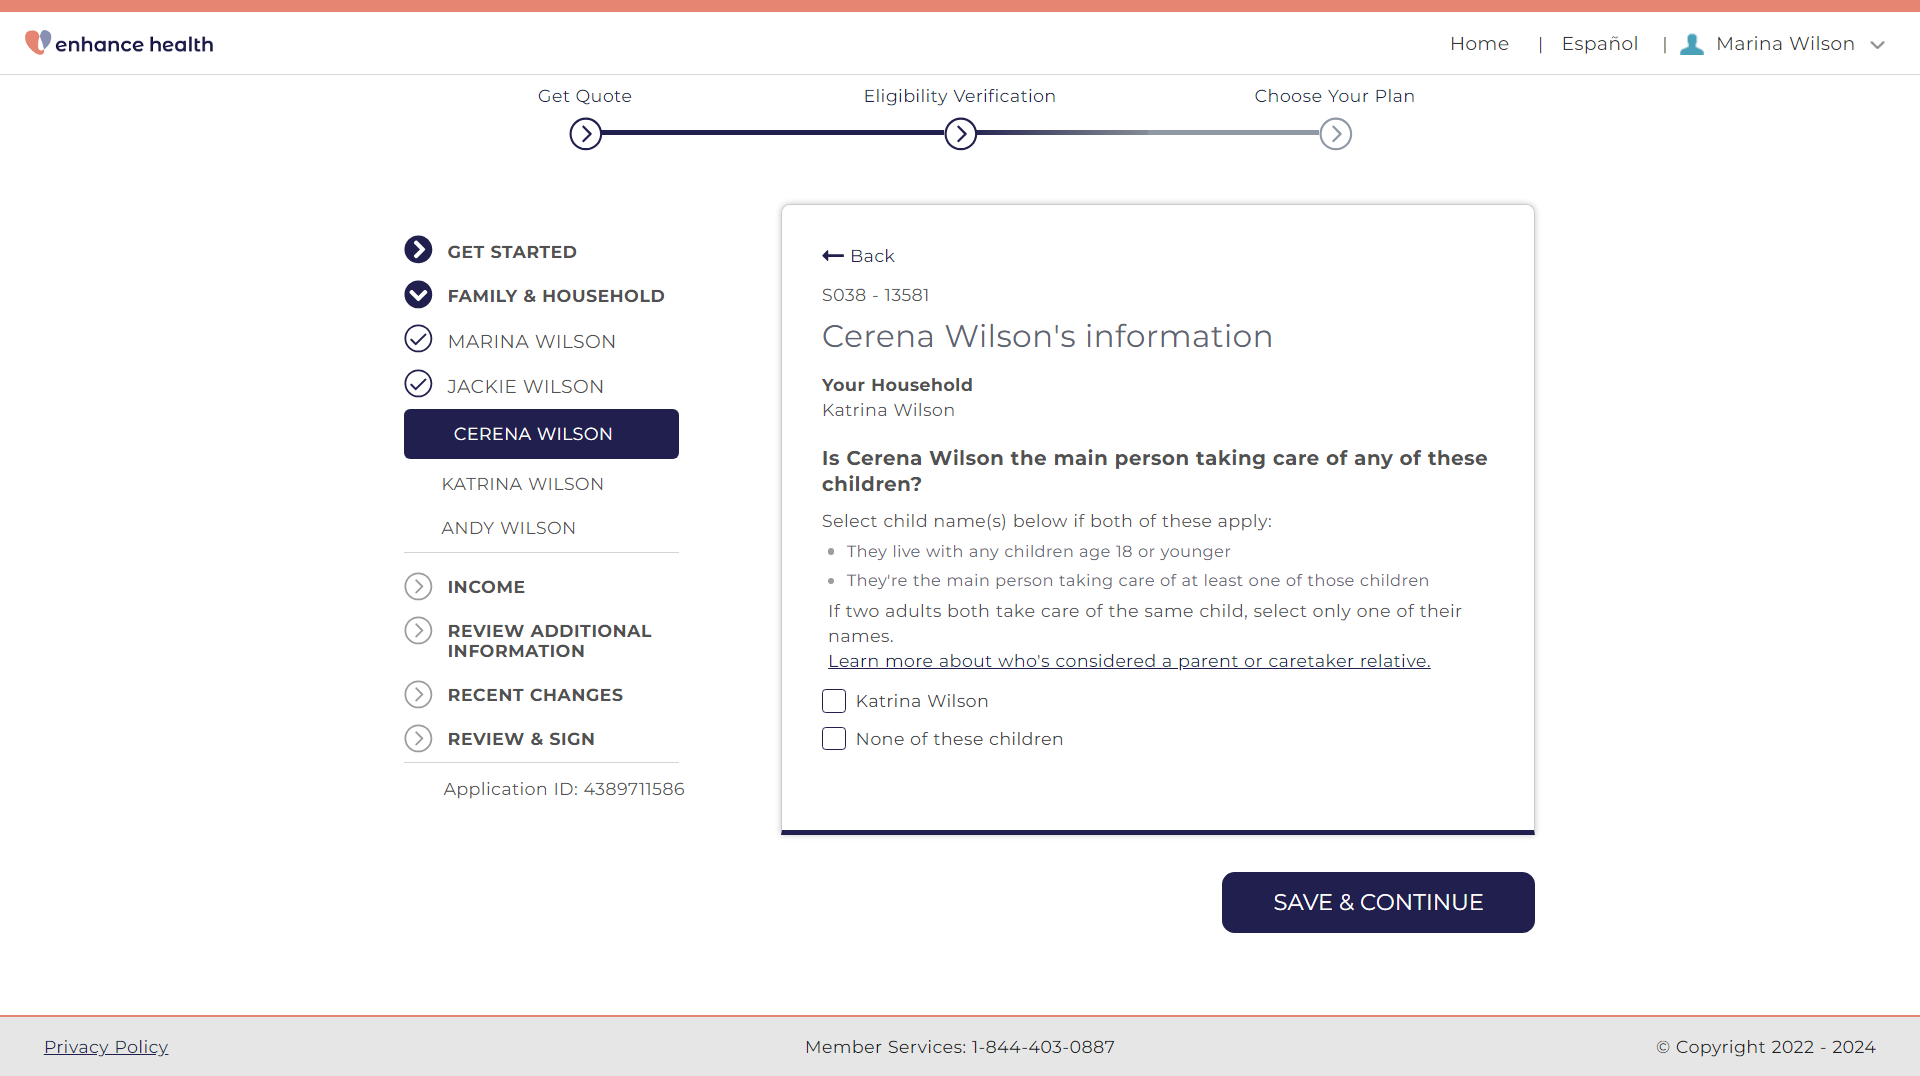 enhance health
Home | Español | Marina Wilson
Get Quote
Eligibility Verification
Choose Your Plan
GET STARTED
FAMILY & HOUSEHOLD
MARINA WILSON
JACKIE WILSON
CERENA WILSON
KATRINA WILSON
ANDY WILSON
INCOME
REVIEW ADDITIONAL
INFORMATION
RECENT CHANGES
REVIEW & SIGN
Application ID: 4389711586
Back
S038 - 13581
Cerena Wilson's information
Your Household
Katrina Wilson
Is Cerena Wilson the main person taking care of any of these
children?
Select child name(s) below if both of these apply:
They live with any children age 18 or younger
They're the main person taking care of at least one of those children
If two adults both take care of the same child, select only one of their
names.
Learn more about who's considered a parent or caretaker relative.
Katrina Wilson
None of these children
SAVE & CONTINUE
Privacy Policy
Member Services: 1-844-403-0887
© Copyright 2022 - 2024